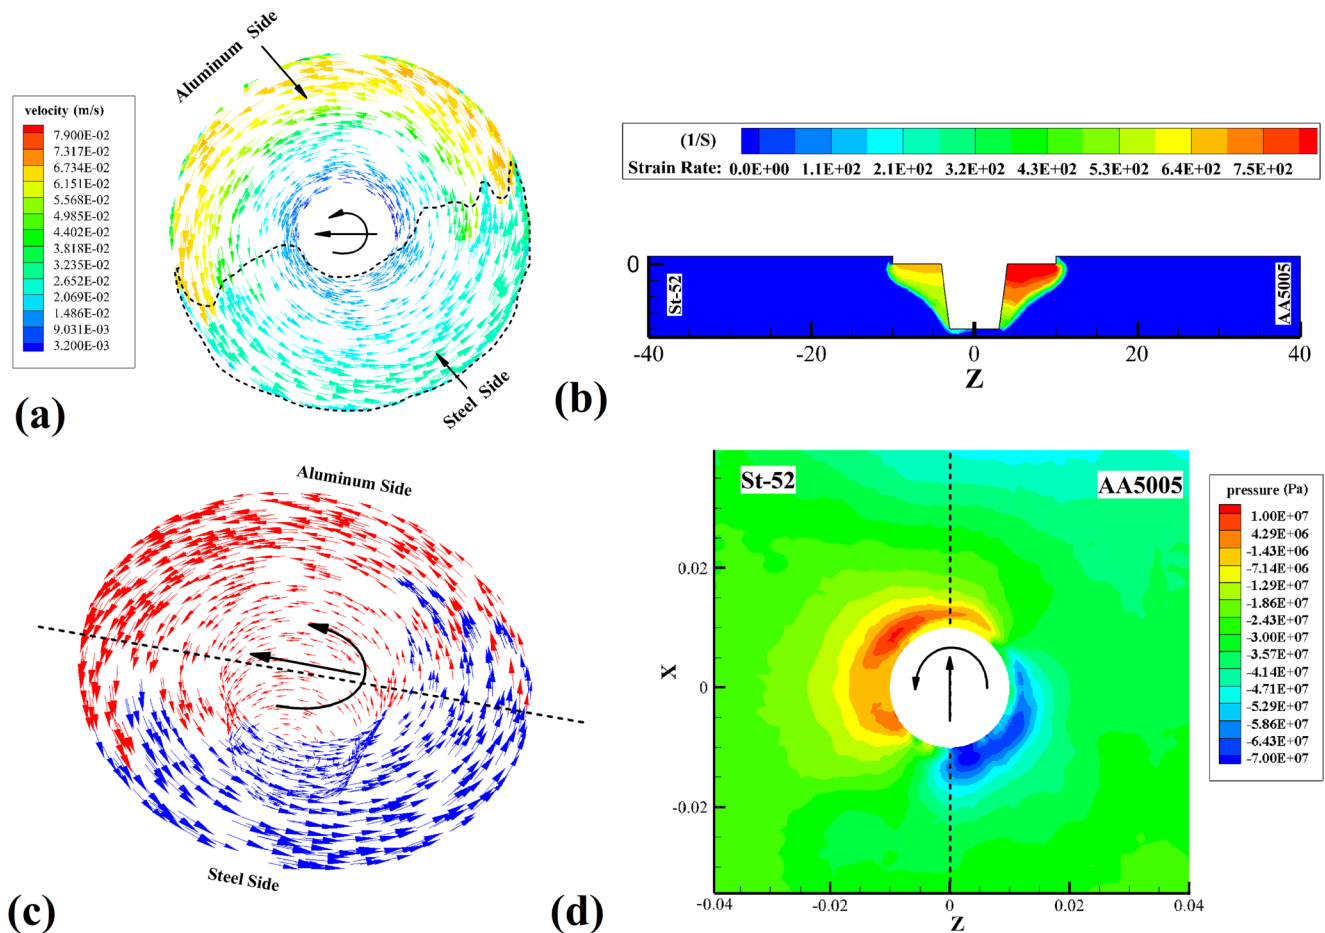 Aluminum Side
velocity (m/s)
7.900E-02
7.317E-02
6.734E-02
6.151E-02
5.568E-02
4.985E-02
4.402E-02
3.818E-02
3.235E-02
2.652E-02
2.069E-02
1.486E-02
9.031E-03
3.200E-03
Steel Side
(a)
(1/S)
Strain Rate: 0.0E+00 1.1E+02 2.1E+02 3.2E+02 4.3E+02 5.3E+02 6.4E+02 7.5E+02
0
St-52
AA5005
-40 -20 0 20 40
Z
(b)
Aluminum Side
Steel Side
(c)
St-52
AA5005
pressure (Pa)
1.00E+07
4.29E+06
-1.43E+06
-7.14E+06
-1.29E+07
-1.86E+07
-2.43E+07
-3.00E+07
-3.57E+07
-4.14E+07
-4.71E+07
-5.29E+07
-5.86E+07
-6.43E+07
-7.00E+07
0.02
X
0
-0.02
-0.04 -0.02 0 0.02 0.04
Z
(d)